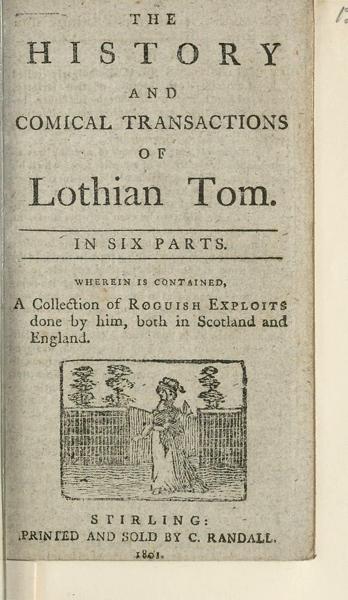 THE
HISTORY
AND
COMICAL TRANSACTIONS
OF
Lothian Tom.
IN SIX PARTS.
WHEREIN IS CONTAINED,
A Collection of ROGUISH EXPLOITS
done by him, both in Scotland and
England.
STIRLING:
PRINTED AND SOLD BY C. RANDALL.
1801.